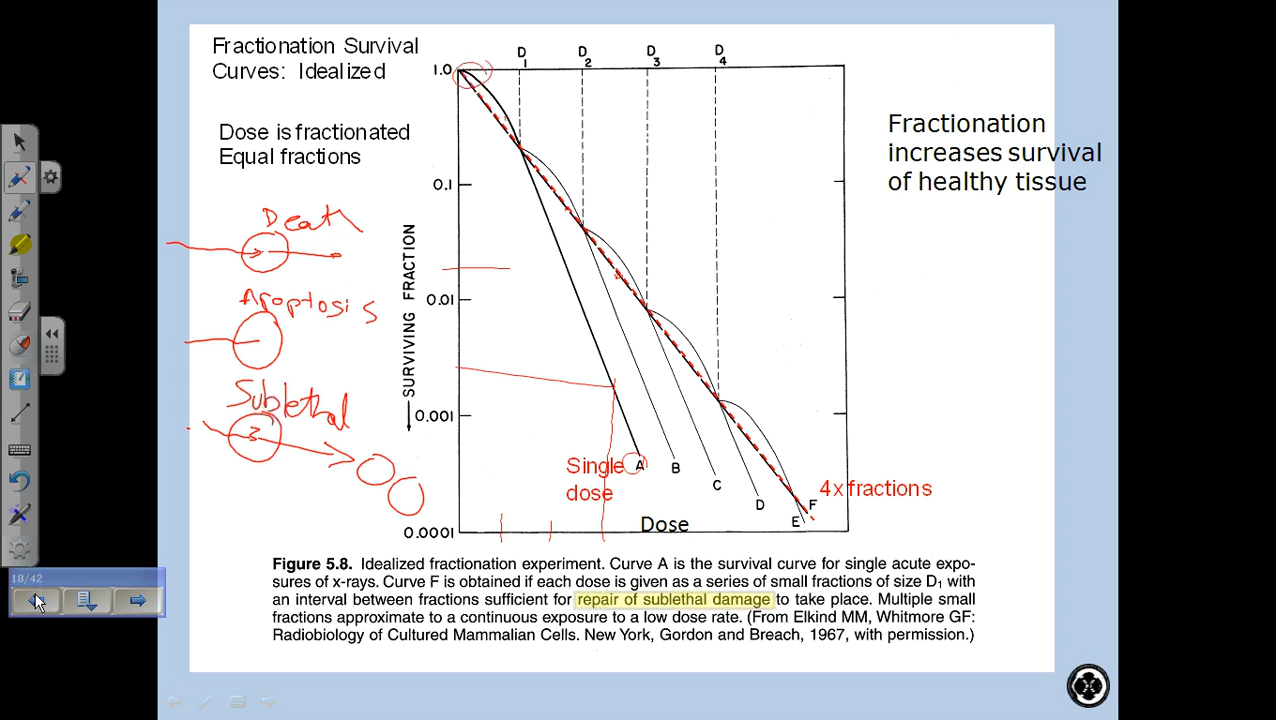 Fractionation Survival
Curves: Idealized
Dose is fractionated
Equal fractions
Death
Apoptosis
Sublethal
D1
D2
D3
D4
1.0
0.1
0.01
0.001
0.0001
SURVIVING FRACTION
Single
dose
A
B
C
D
E
F
4x fractions
Dose
Fractionation
increases survival
of healthy tissue
Figure 5.8. Idealized fractionation experiment. Curve A is the survival curve for single acute expo-
sures of x-rays. Curve F is obtained if each dose is given as a series of small fractions of size D₁ with
an interval between fractions sufficient for repair of sublethal damage to take place. Multiple small
fractions approximate to a continuous exposure to a low dose rate. (From Elkind MM, Whitmore GF:
Radiobiology of Cultured Mammalian Cells. New York, Gordon and Breach, 1967, with permission.)
18/42